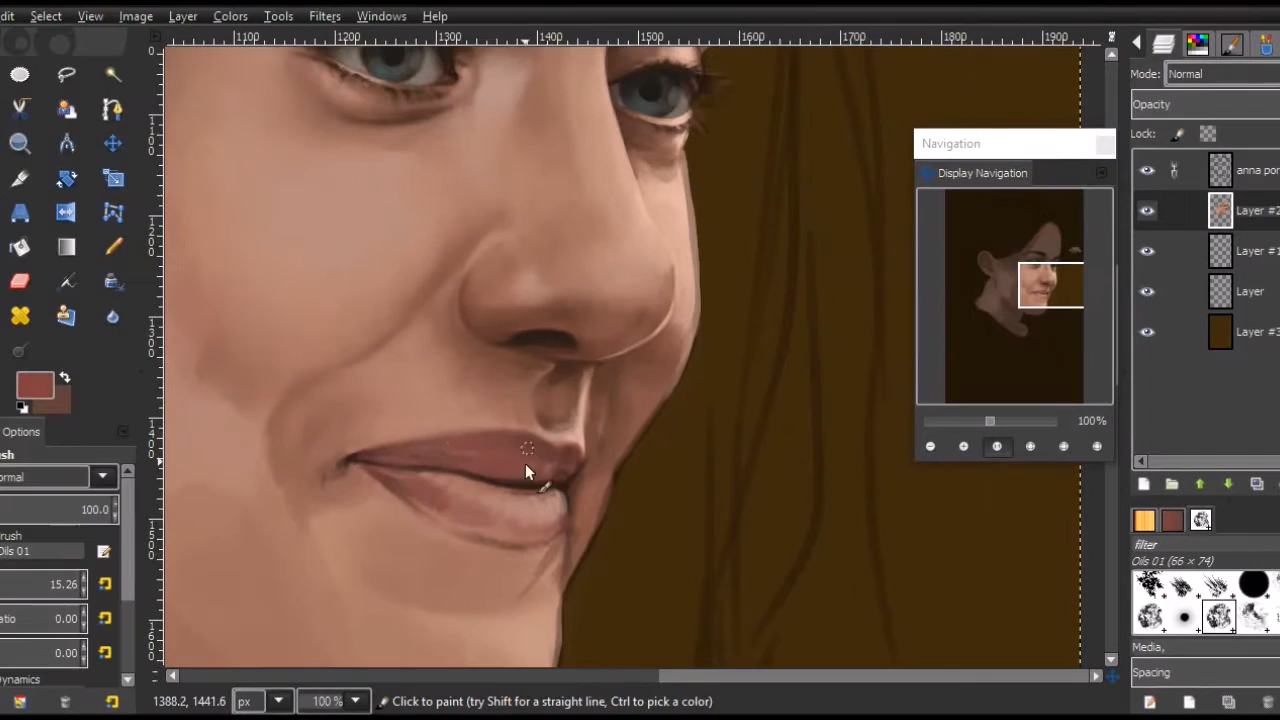 dit Select View Image Layer Colors Tools Filters Windows Help
1100 1200 1300 1400 1500 1600 1700 1800 1900
Mode: Normal
Opacity
Lock:
Navigation
Display Navigation
anna por
Layer #2
Layer #1
Layer
Layer #3
100%
Options
ush
ormal
100.0
rush
Oils 01
15.26
atio 0.00
0.00
Dynamics
filter
Oils 01 (66 × 74)
Media,
Spacing
1388.2, 1441.6 px 100 % Click to paint (try Shift for a straight line, Ctrl to pick a color)